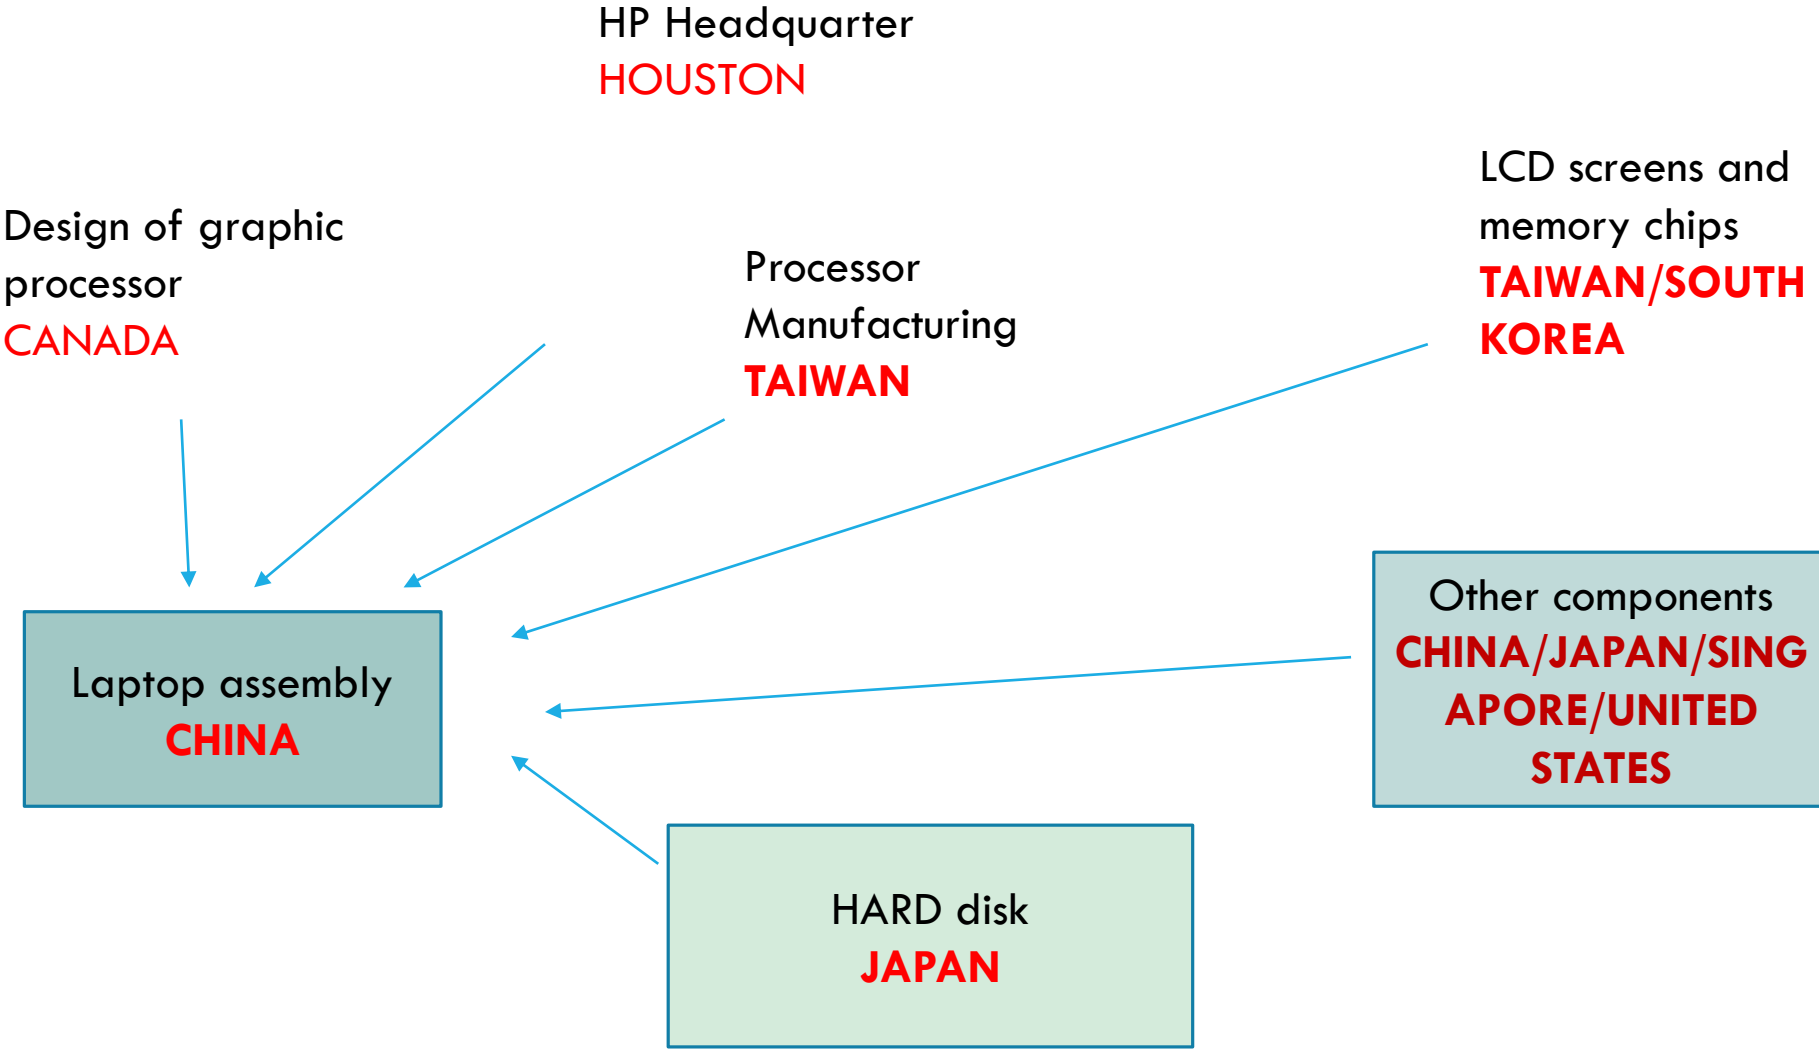 HP Headquarter
HOUSTON
Design of graphic
processor
CANADA
Processor
Manufacturing
TAIWAN
LCD screens and
memory chips
TAIWAN/SOUTH
KOREA
Laptop assembly
CHINA
Other components
CHINA/JAPAN/SING
APORE/UNITED
STATES
HARD disk
JAPAN